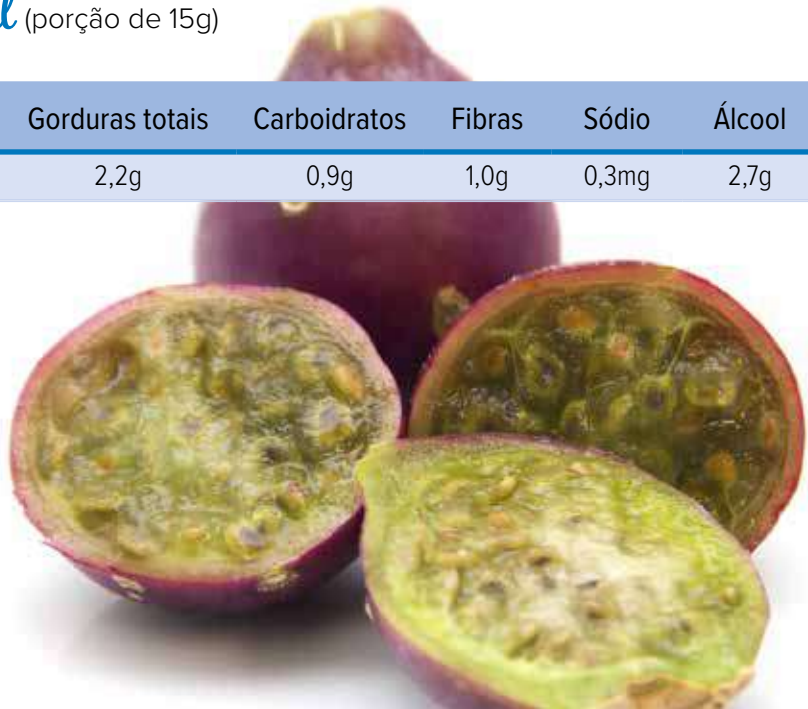 (porção de 15g)
Gorduras totais Carboidratos Fibras Sódio Álcool
2,2g 0,9g 1,0g 0,3mg 2,7g